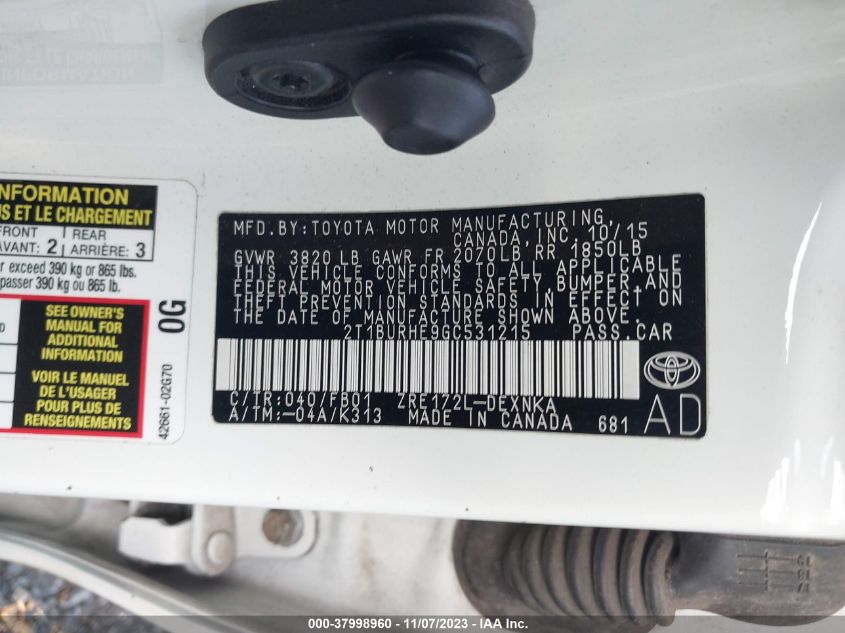 NFORMATION
US ET LE CHARGEMENT
FRONT
AVANT: 2
REAR
ARRIÈRE: 3
r exceed 390 kg or 865 lbs.
passer 390 kg ou 865 lb.
SEE OWNER'S
MANUAL FOR
ADDITIONAL
INFORMATION
VOIR LE MANUEL
DE L'USAGER
POUR PLUS DE
RENSEIGNEMENTS
0G
42661-02G70
MFD.BY:TOYOTA MOTOR MANUFACTURING,
CANADA,INC. 10/15
GVWR 3820 LB GAWR FR 2070LB RR 1850LB
THIS VEHICLE CONFORMS TO ALL APPLICABLE
FEDERAL MOTOR VEHICLE SAFETY,BUMPER,AND
THEFT PREVENTION STANDARDS IN EFFECT ON
THE DATE OF MANUFACTURE SHOWN ABOVE.
2T1BURHE9GC531215 PASS.CAR
C/TR:040/FB01 ZRE172L-DEXNKA
A/TM:-04A/K313 MADE IN CANADA 681
AD
000-37998960 - 11/07/2023 - IAA Inc.